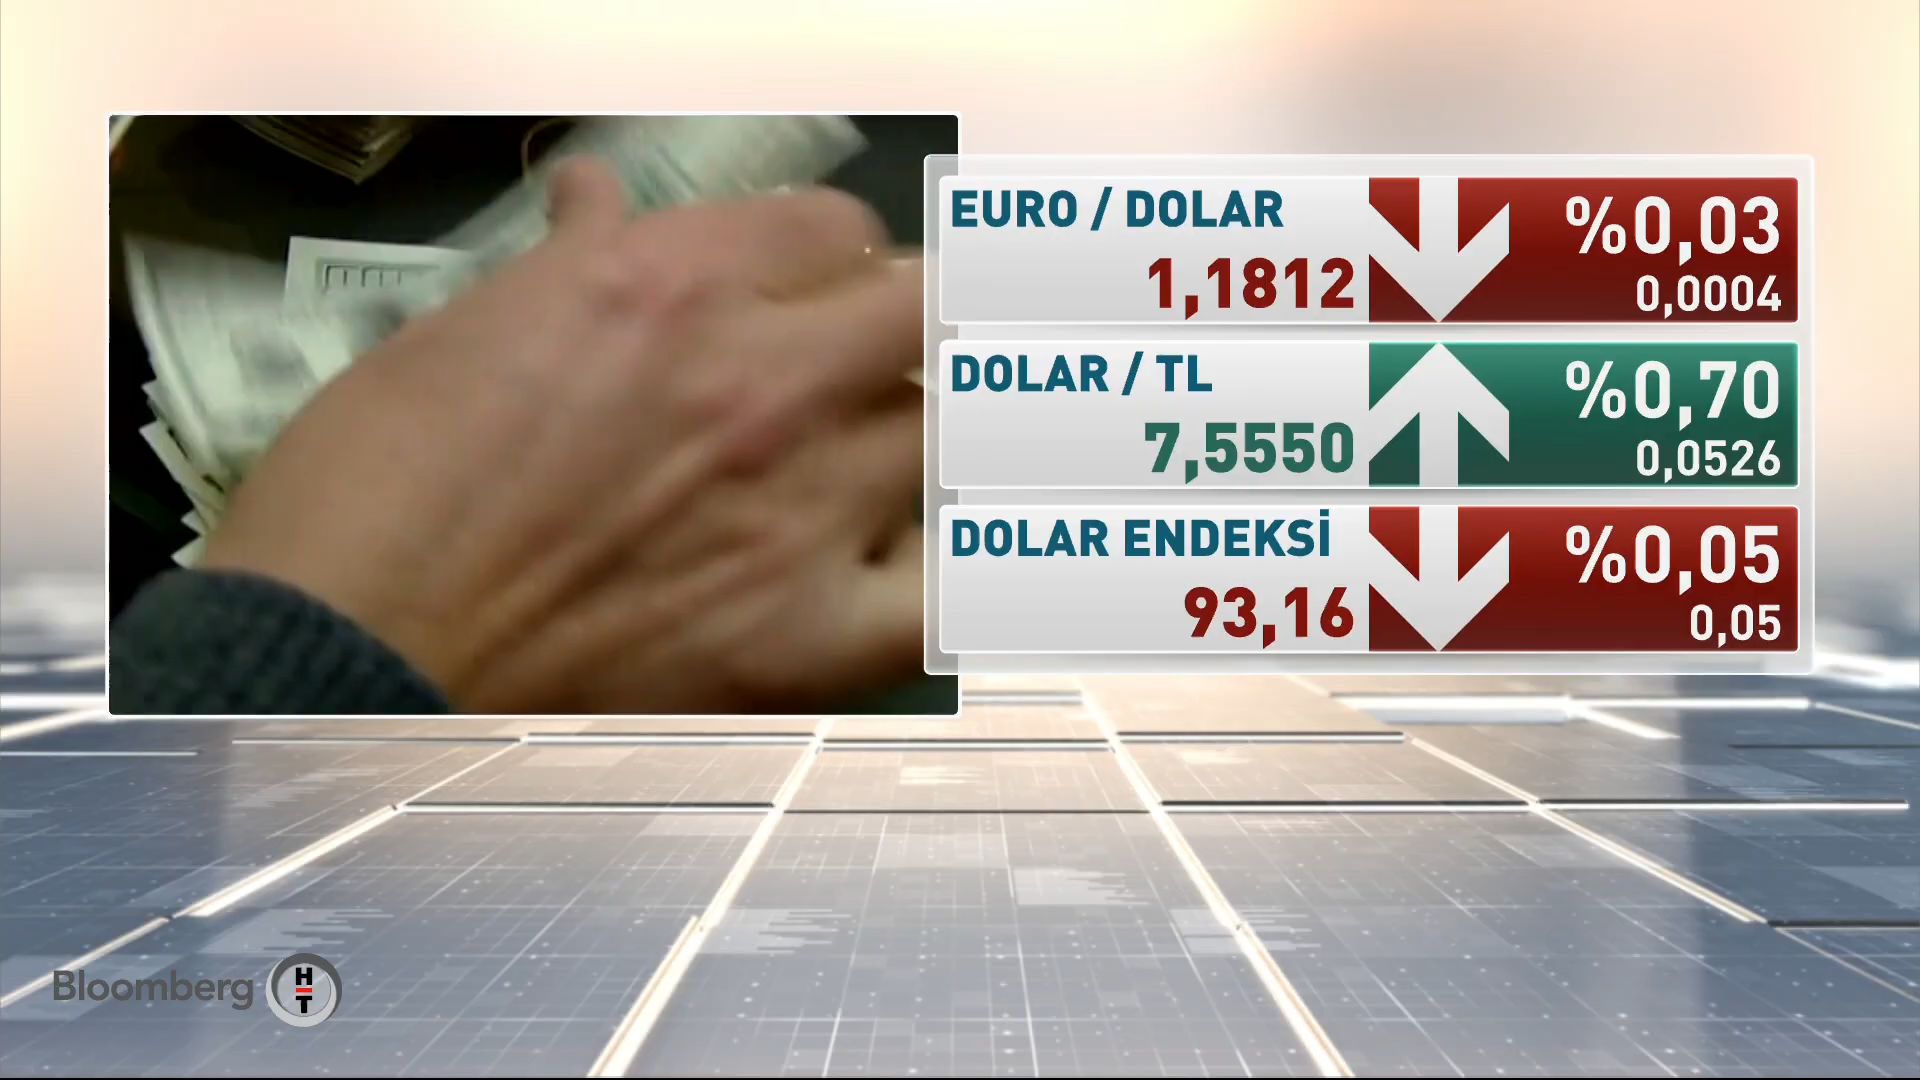 EURO / DOLAR
1,1812
%0,03
0,0004
DOLAR / TL
7,5550
%0,70
0,0526
DOLAR ENDEKSİ
93,16
%0,05
0,05
Bloomberg HT